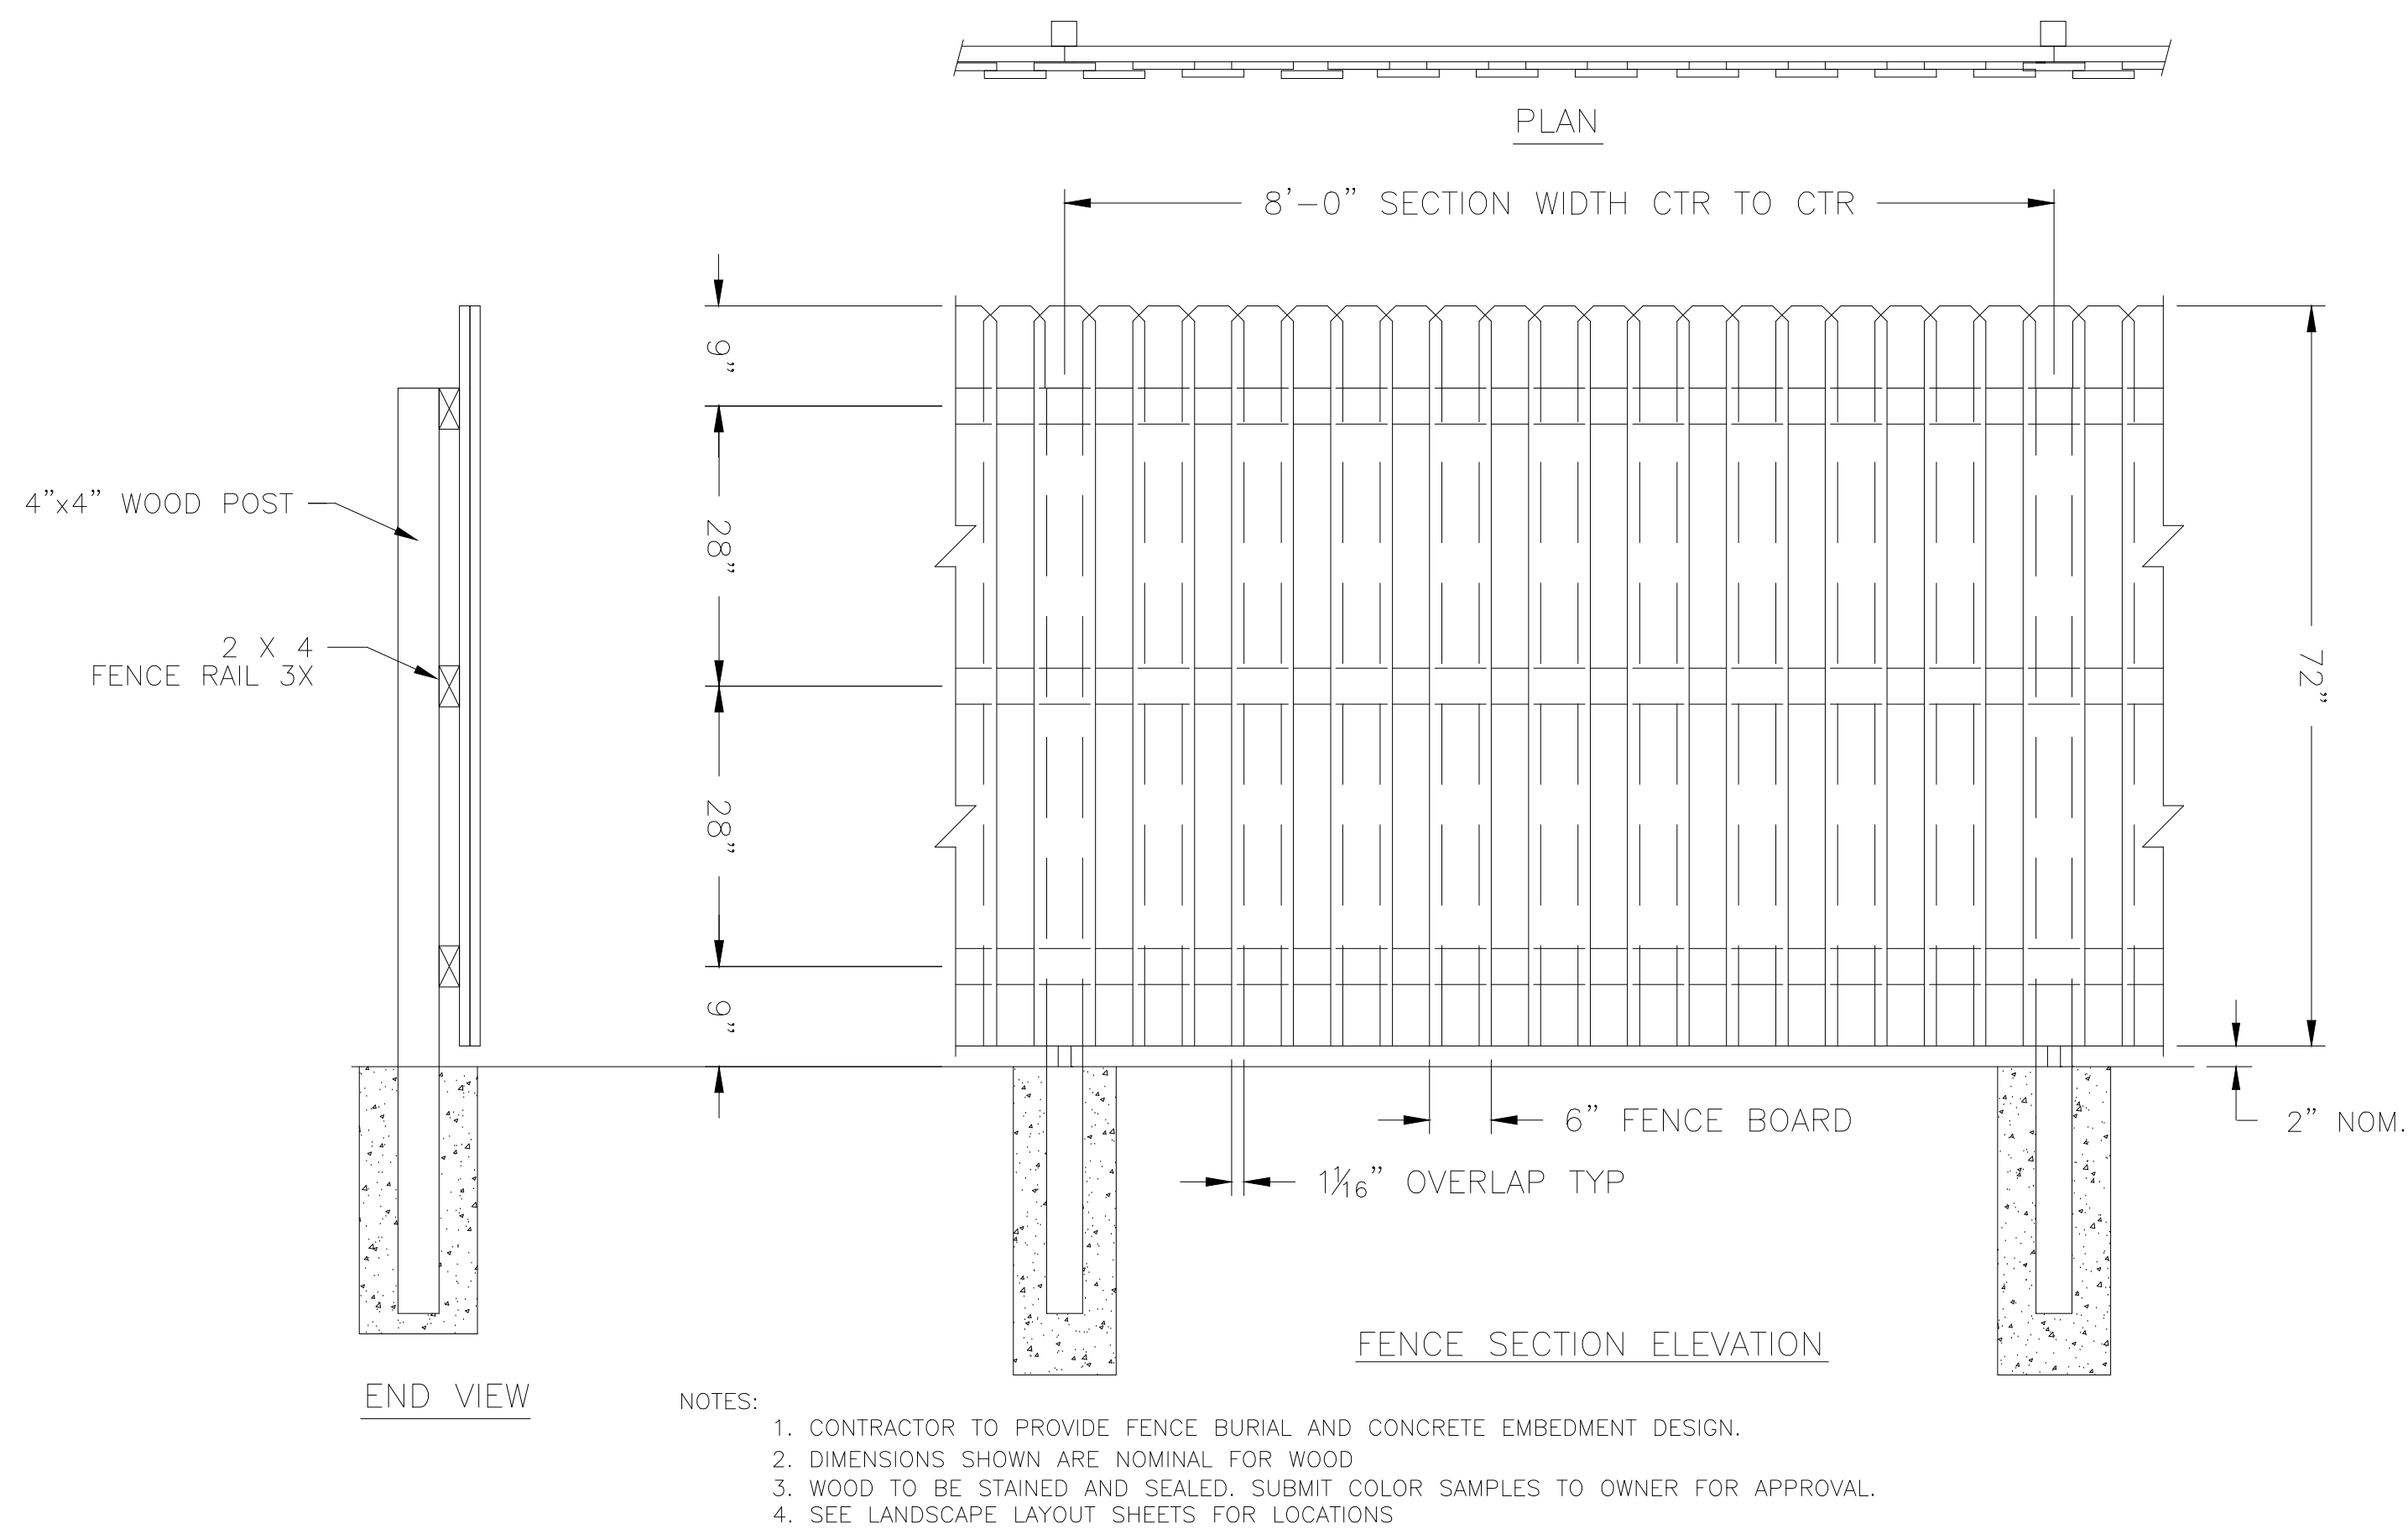 PLAN
8'-0" SECTION WIDTH CTR TO CTR
9"
28"
28"
9"
72"
4"x4" WOOD POST
2 X 4
FENCE RAIL 3X
6" FENCE BOARD
2" NOM.
1 1/16" OVERLAP TYP
FENCE SECTION ELEVATION
END VIEW
NOTES:
1. CONTRACTOR TO PROVIDE FENCE BURIAL AND CONCRETE EMBEDMENT DESIGN.
2. DIMENSIONS SHOWN ARE NOMINAL FOR WOOD
3. WOOD TO BE STAINED AND SEALED. SUBMIT COLOR SAMPLES TO OWNER FOR APPROVAL.
4. SEE LANDSCAPE LAYOUT SHEETS FOR LOCATIONS